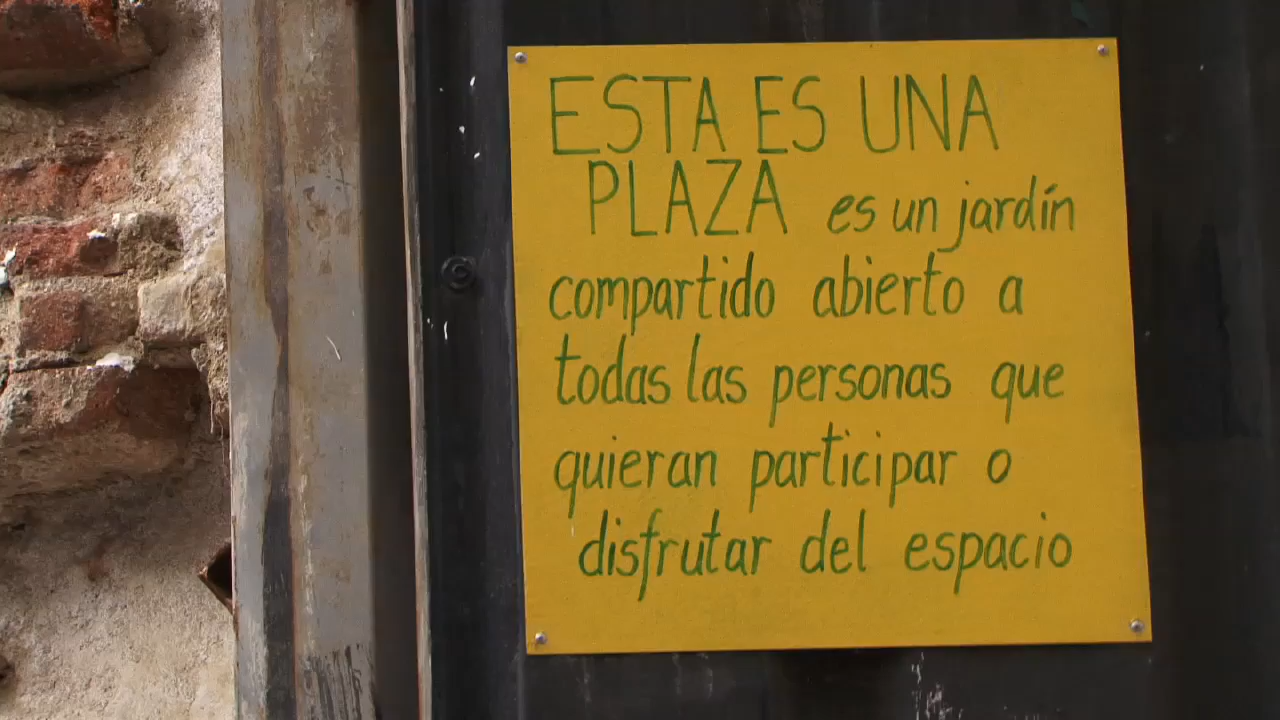 ESTA ES UNA
PLAZA es un jardín
compartido abierto a
todas las personas que
quieran participar o
disfrutar del espacio